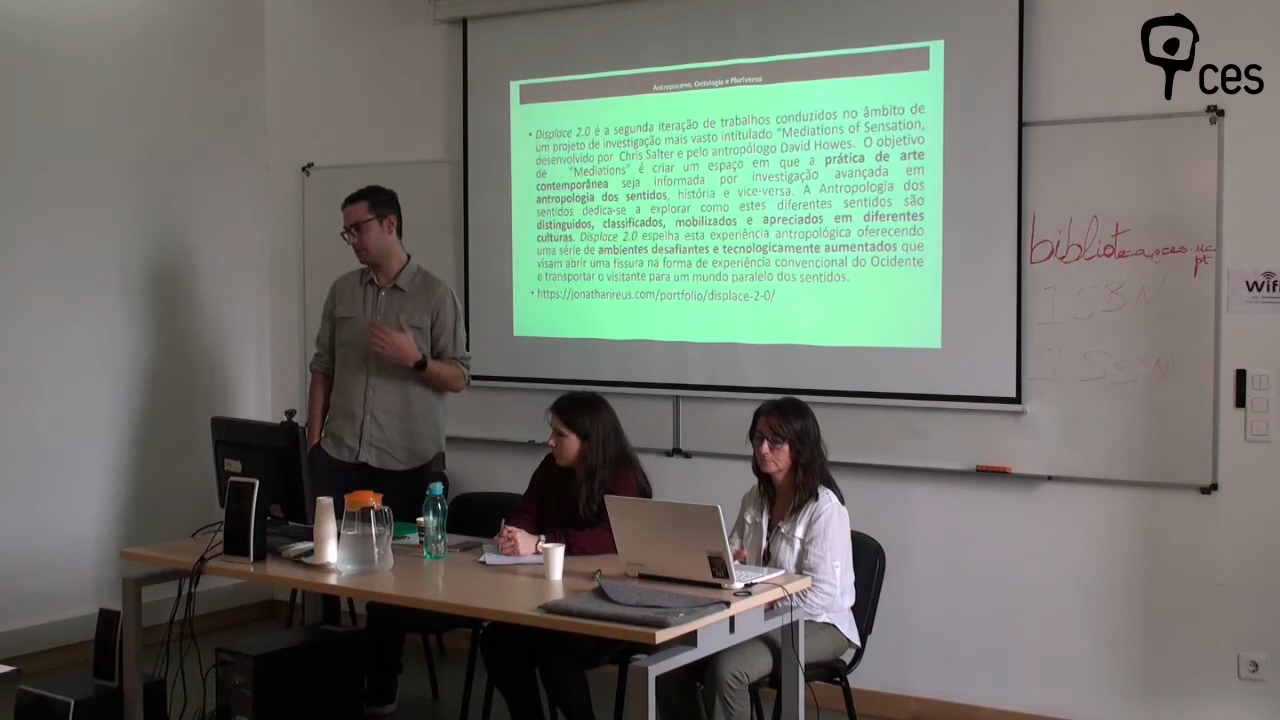 ces
Antropoceno, Ontologia e Pluriverso
• Displace 2.0 é a segunda iteração de trabalhos conduzidos no âmbito de
um projeto de investigação mais vasto intitulado “Mediations of Sensation,
desenvolvido por Chris Salter e pelo antropólogo David Howes. O objetivo
de “Mediations” é criar um espaço em que a prática de arte
contemporânea seja informada por investigação avançada em
antropologia dos sentidos, história e vice-versa. A Antropologia dos
sentidos dedica-se a explorar como estes diferentes sentidos são
distinguidos, classificados, mobilizados e apreciados em diferentes
culturas. Displace 2.0 espelha esta experiência antropológica oferecendo
uma série de ambientes desafiantes e tecnologicamente aumentados que
visam abrir uma fissura na forma de experiência convencional do Ocidente
e transportar o visitante para um mundo paralelo dos sentidos.
• https://jonathanreus.com/portfolio/displace-2-0/
biblioteca.ces.uc.
pt
ISBN
ISSN
Wifi